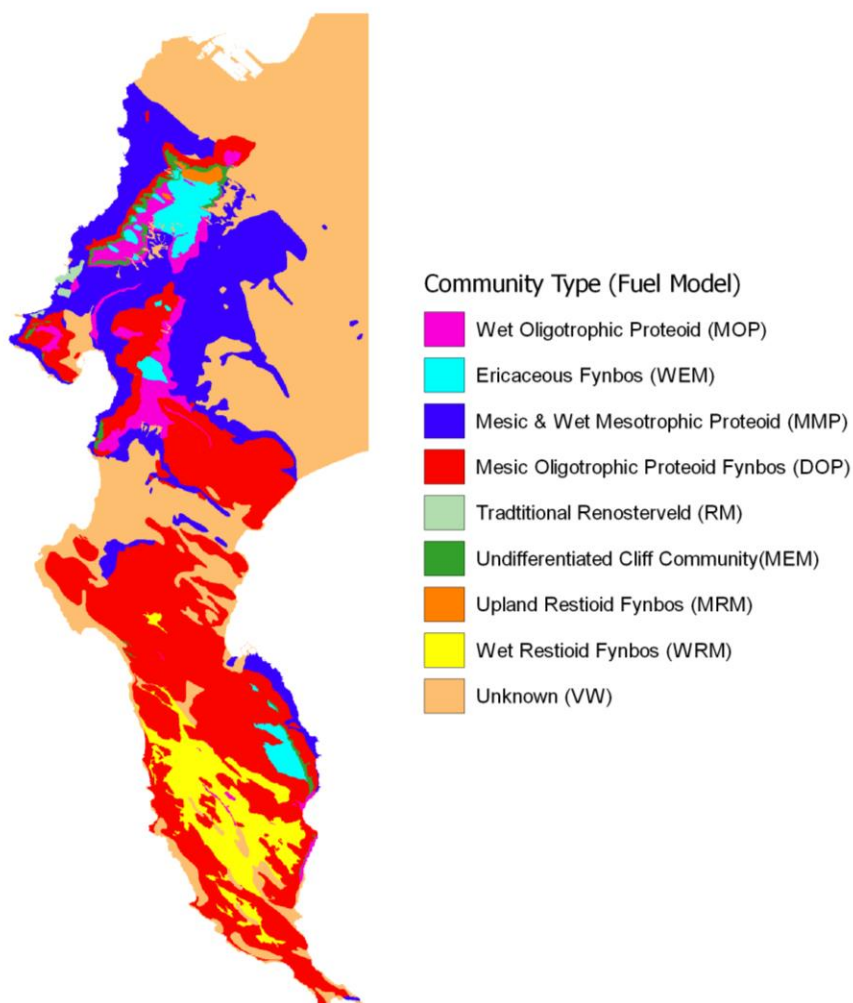 Community Type (Fuel Model)
Wet Oligotrophic Proteoid (MOP)
Ericaceous Fynbos (WEM)
Mesic & Wet Mesotrophic Proteoid (MMP)
Mesic Oligotrophic Proteoid Fynbos (DOP)
Tradtitional Renosterveld (RM)
Undifferentiated Cliff Community(MEM)
Upland Restioid Fynbos (MRM)
Wet Restioid Fynbos (WRM)
Unknown (VW)